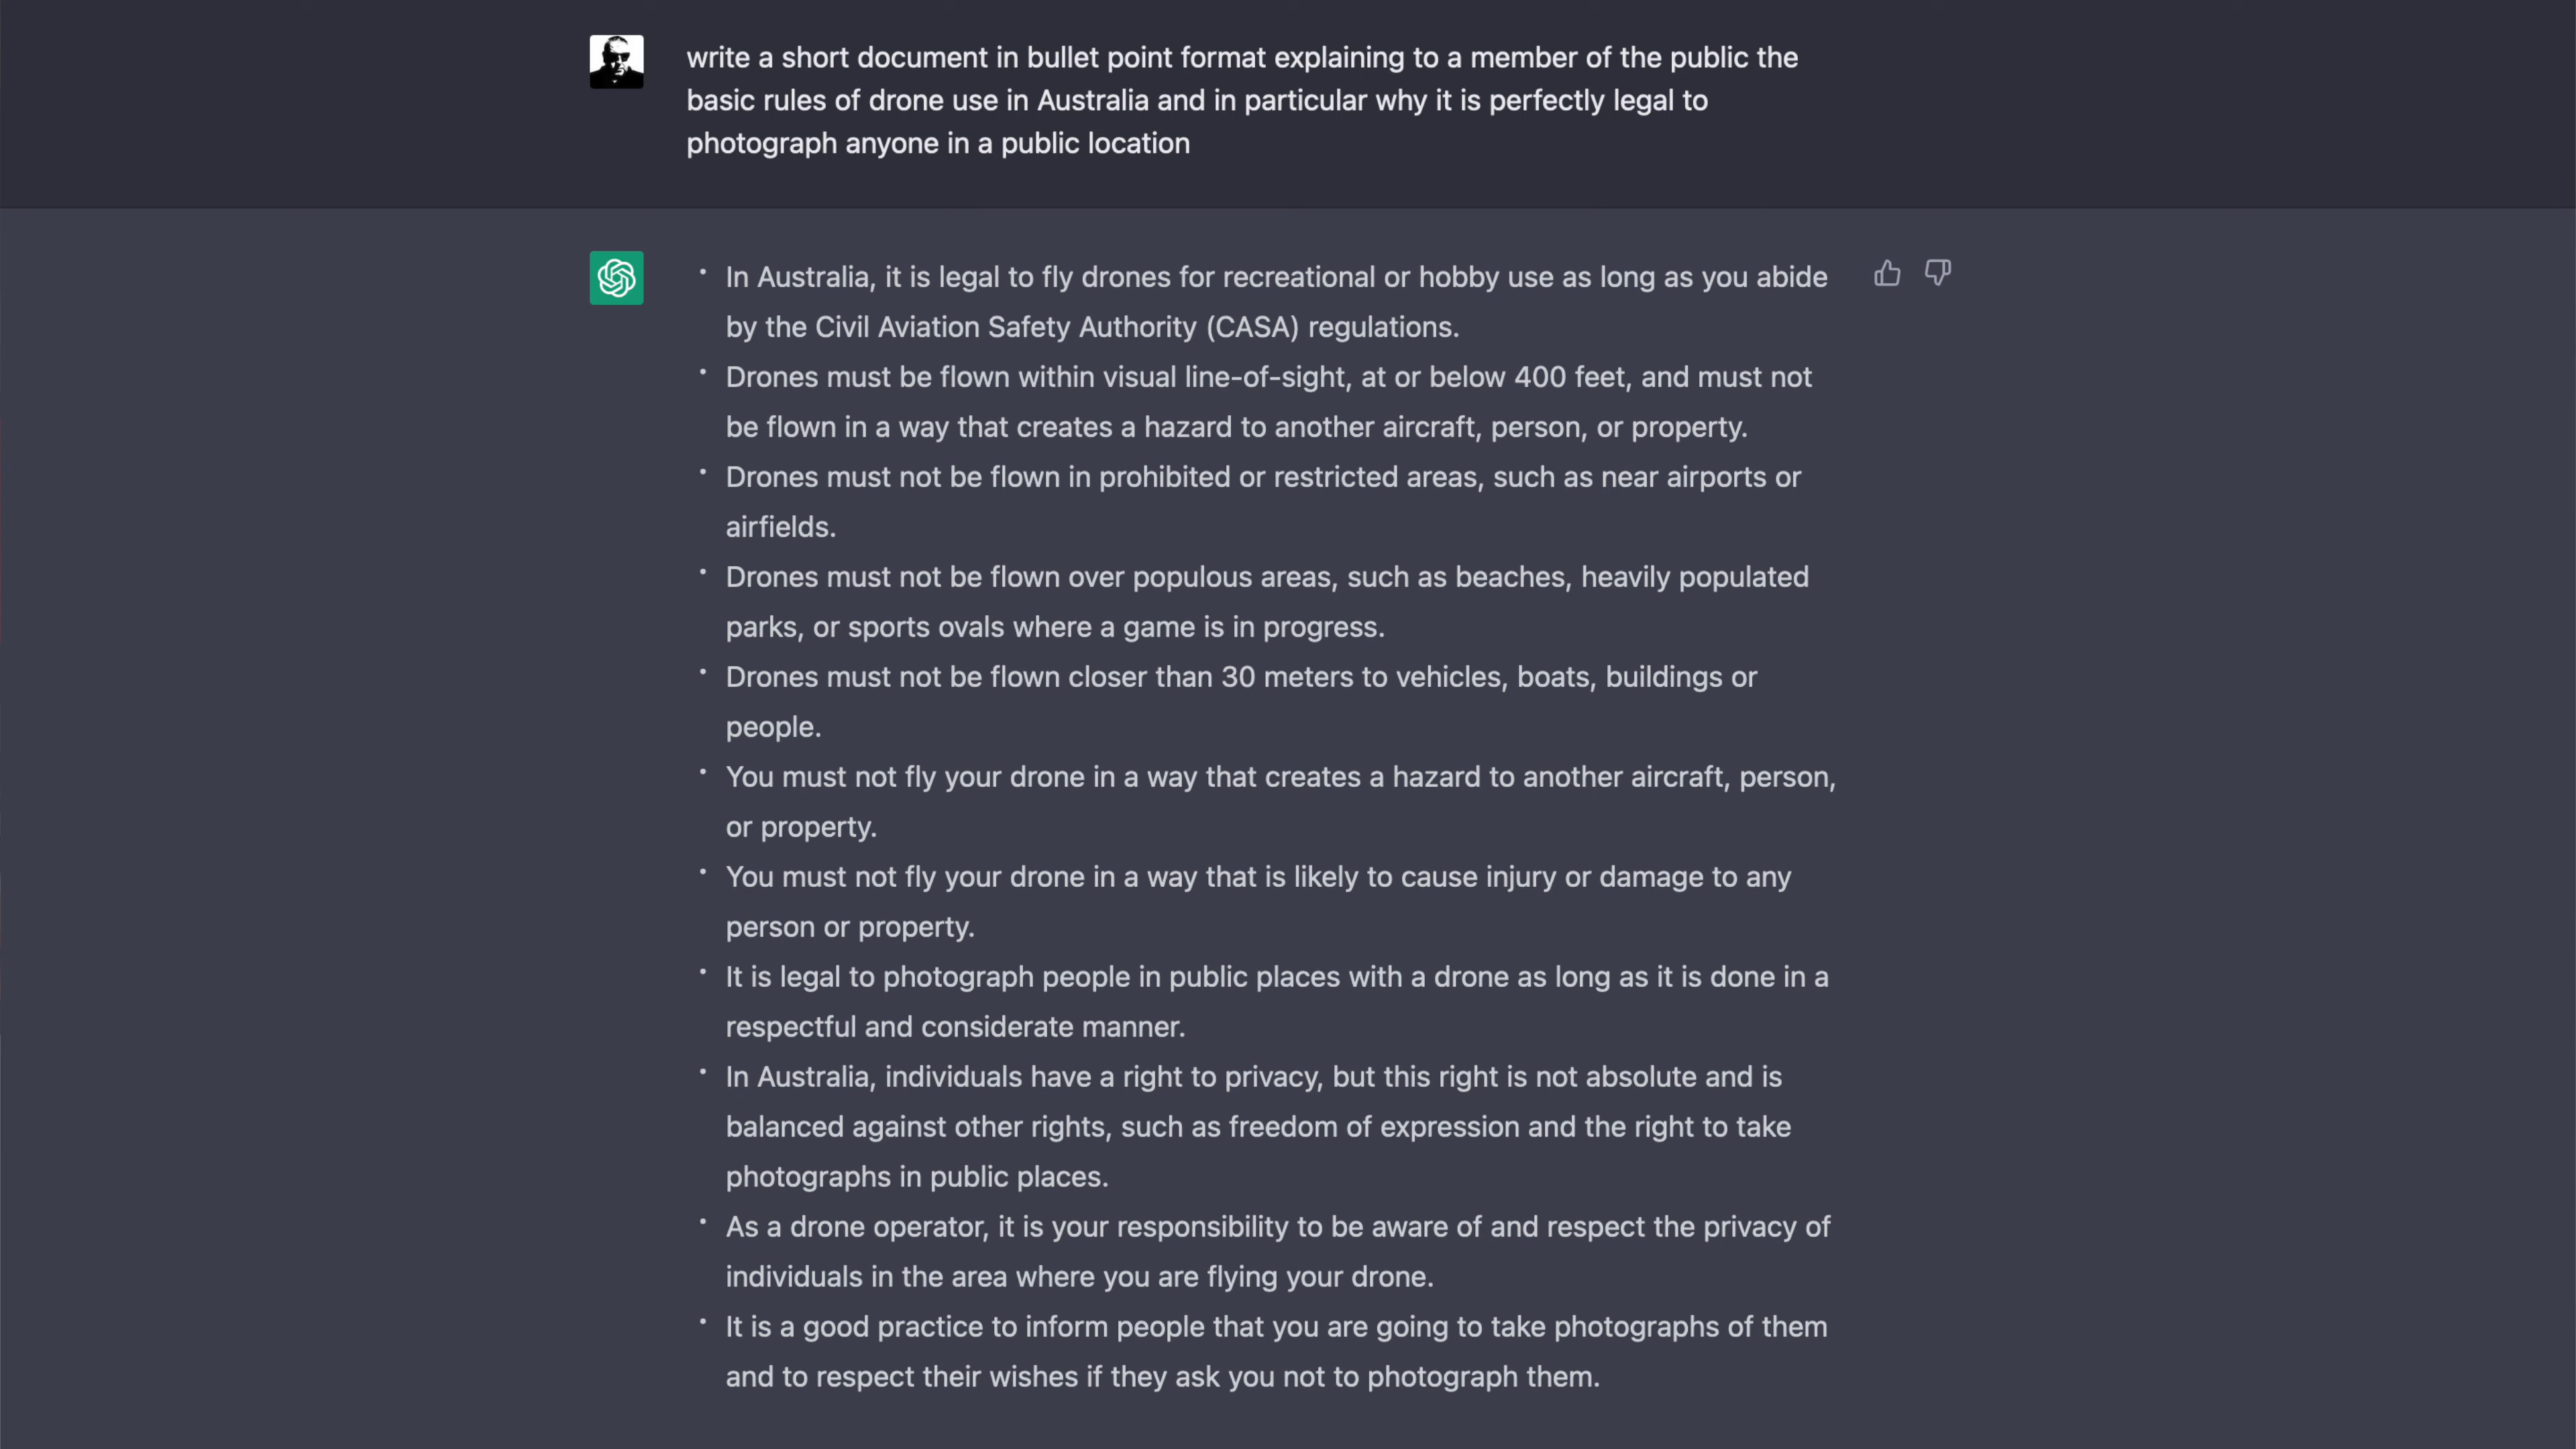 write a short document in bullet point format explaining to a member of the public the
basic rules of drone use in Australia and in particular why it is perfectly legal to
photograph anyone in a public location
• In Australia, it is legal to fly drones for recreational or hobby use as long as you abide
by the Civil Aviation Safety Authority (CASA) regulations.
• Drones must be flown within visual line-of-sight, at or below 400 feet, and must not
be flown in a way that creates a hazard to another aircraft, person, or property.
• Drones must not be flown in prohibited or restricted areas, such as near airports or
airfields.
• Drones must not be flown over populous areas, such as beaches, heavily populated
parks, or sports ovals where a game is in progress.
• Drones must not be flown closer than 30 meters to vehicles, boats, buildings or
people.
• You must not fly your drone in a way that creates a hazard to another aircraft, person,
or property.
• You must not fly your drone in a way that is likely to cause injury or damage to any
person or property.
• It is legal to photograph people in public places with a drone as long as it is done in a
respectful and considerate manner.
• In Australia, individuals have a right to privacy, but this right is not absolute and is
balanced against other rights, such as freedom of expression and the right to take
photographs in public places.
• As a drone operator, it is your responsibility to be aware of and respect the privacy of
individuals in the area where you are flying your drone.
• It is a good practice to inform people that you are going to take photographs of them
and to respect their wishes if they ask you not to photograph them.